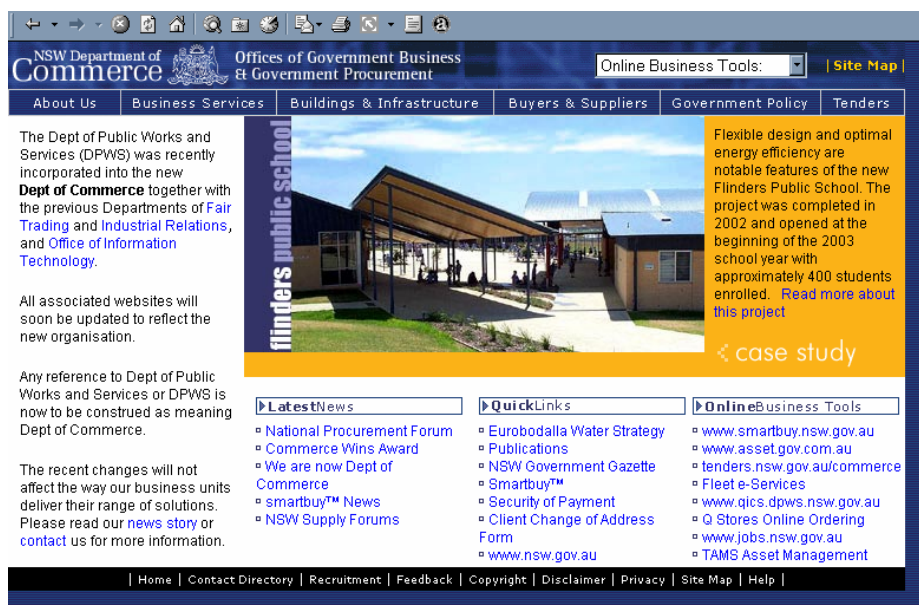 NSW Department of
Commerce
Offices of Government Business
& Government Procurement
Online Business Tools:
| Site Map |
About Us
Business Services
Buildings & Infrastructure
Buyers & Suppliers
Government Policy
Tenders
The Dept of Public Works and
Services (DPWS) was recently
incorporated into the new
Dept of Commerce together with
the previous Departments of Fair
Trading and Industrial Relations,
and Office of Information
Technology.
All associated websites will
soon be updated to reflect the
new organisation.
Any reference to Dept of Public
Works and Services or DPWS is
now to be construed as meaning
Dept of Commerce.
The recent changes will not
affect the way our business units
deliver their range of solutions.
Please read our news story or
contact us for more information.
flinders public school
Flexible design and optimal
energy efficiency are
notable features of the new
Flinders Public School. The
project was completed in
2002 and opened at the
beginning of the 2003
school year with
approximately 400 students
enrolled. Read more about
this project
case study
LatestNews
National Procurement Forum
Commerce Wins Award
We are now Dept of
Commerce
smartbuy™ News
NSW Supply Forums
QuickLinks
Eurobodalla Water Strategy
Publications
NSW Government Gazette
Smartbuy™
Security of Payment
Client Change of Address
Form
www.nsw.gov.au
OnlineBusiness Tools
www.smartbuy.nsw.gov.au
www.asset.gov.com.au
tenders.nsw.gov.au/commerce
Fleet e-Services
www.qics.dpws.nsw.gov.au
Q Stores Online Ordering
www.jobs.nsw.gov.au
TAMS Asset Management
| Home | Contact Directory | Recruitment | Feedback | Copyright | Disclaimer | Privacy | Site Map | Help |